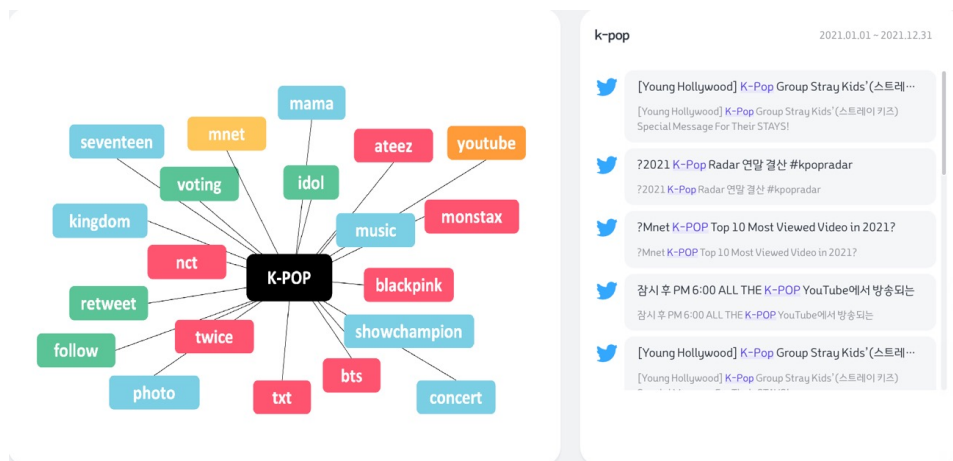 mama
mnet
seventeen
ateez
youtube
voting
idol
kingdom
music
monstax
nct
K-POP
blackpink
retweet
twice
showchampion
follow
bts
photo
txt
concert
k-pop
2021.01.01 – 2021.12.31
[Young Hollywood] K-Pop Group Stray Kids'(스트레···
[Young Hollywood] K-Pop Group Stray Kids'(스트레이 키즈)
Special Message For Their STAYS!
?2021 K-Pop Radar 연말 결산 #kpopradar
?2021 K-Pop Radar 연말 결산 #kpopradar
?Mnet K-POP Top 10 Most Viewed Video in 2021?
?Mnet K-POP Top 10 Most Viewed Video in 2021?
잠시 후 PM 6:00 ALL THE K-POP YouTube에서 방송되는
잠시 후 PM 6:00 ALL THE K-POP YouTube에서 방송되는
[Young Hollywood] K-Pop Group Stray Kids'(스트레···
[Young Hollywood] K-Pop Group Stray Kids'(스트레이 키즈)